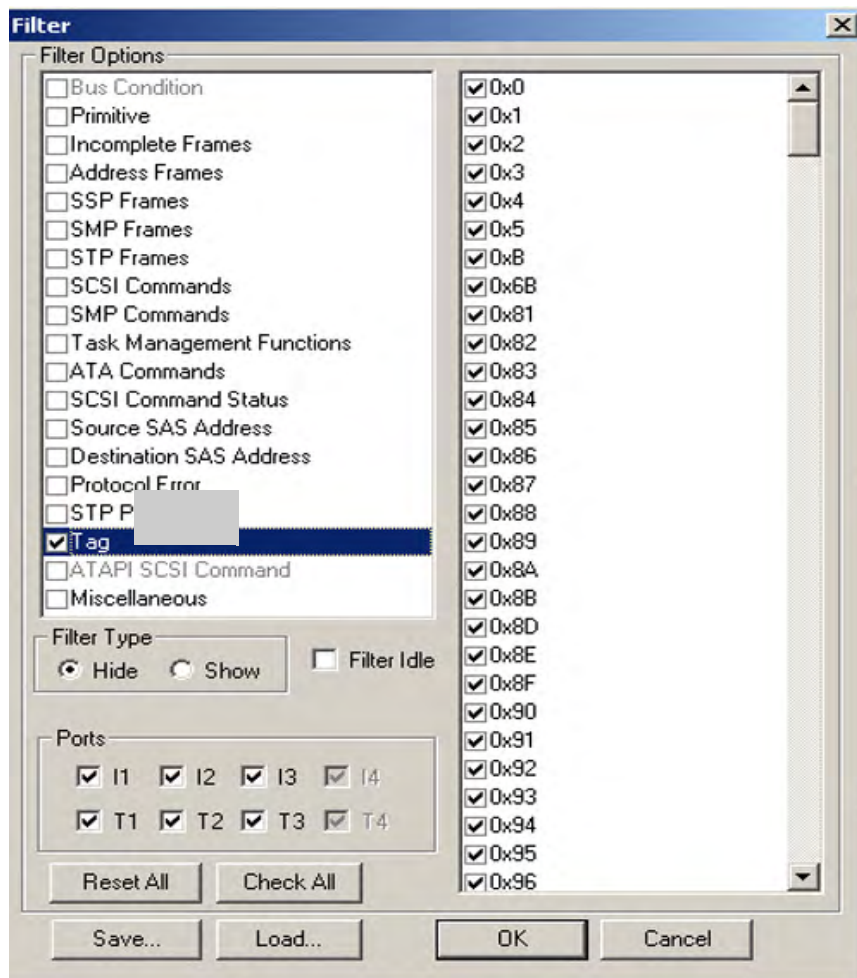 Filter
Filter Options
Bus Condition
Primitive
Incomplete Frames
Address Frames
SSP Frames
SMP Frames
STP Frames
SCSI Commands
SMP Commands
Task Management Functions
ATA Commands
SCSI Command Status
Source SAS Address
Destination SAS Address
Protocol Error
STP
Tag
ATAPI SCSI Command
Miscellaneous
0x0
0x1
0x2
0x3
0x4
0x5
0xB
0x6B
0x81
0x82
0x83
0x84
0x85
0x86
0x87
0x88
0x89
0x8A
0x8B
0x8D
0x8E
0x8F
0x90
0x91
0x92
0x93
0x94
0x95
0x96
Filter Type
Hide Show
Filter Idle
Ports
I1 I2 I3 I4
T1 T2 T3 T4
Reset All Check All
Save... Load... OK Cancel